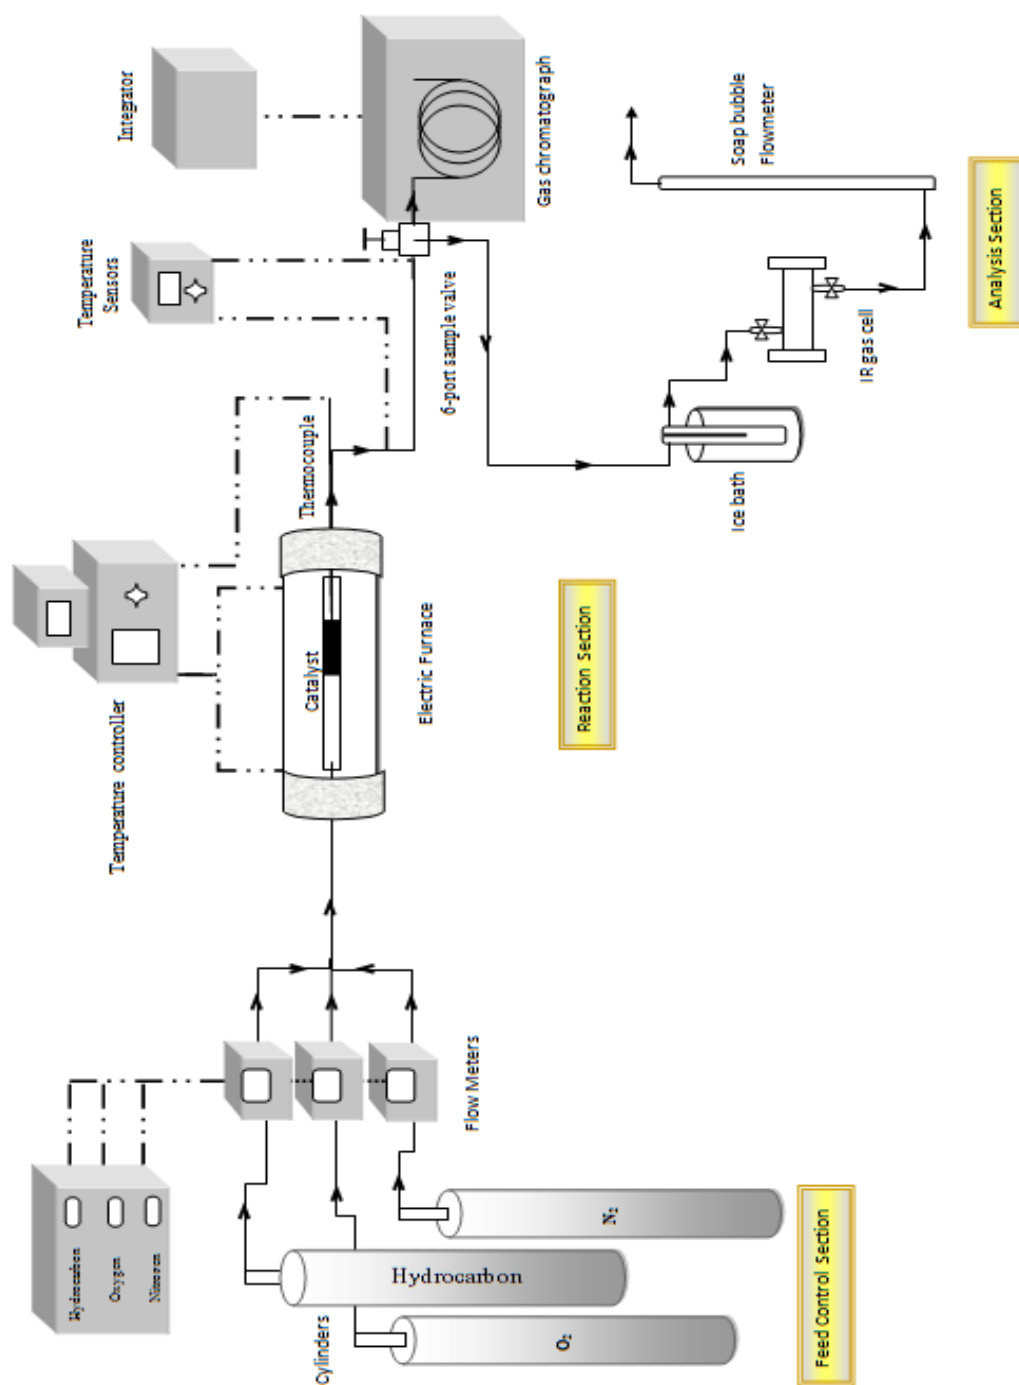 Hydrocarbon
Oxygen
Nitrogen
Cylinders
Hydrocarbon
O₂
N₂
Flow Meters
Feed Control Section
Temperature controller
Catalyst
Electric Furnace
Thermocouple
Reaction Section
Temperature
Sensors
6-port sample valve
Integrator
Gas chromatograph
Ice bath
IR gas cell
Soap bubble
Flowmeter
Analysis Section